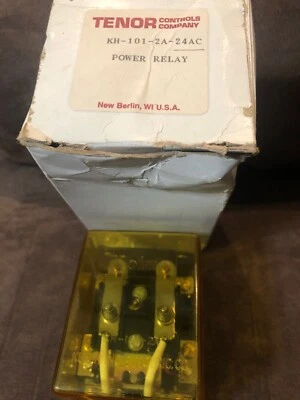 TENOR CONTROLS COMPANY
KH-101-2A-24AC
POWER RELAY
New Berlin, WI U.S.A.